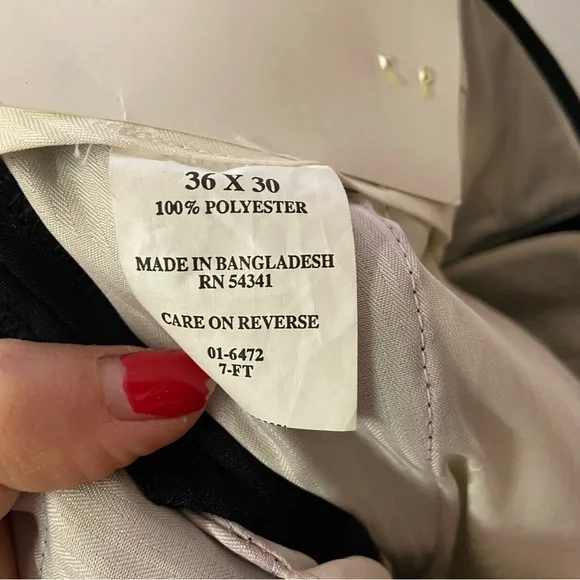 36 X 30
100% POLYESTER
MADE IN BANGLADESH
RN 54341
CARE ON REVERSE
01-6472
7-FT